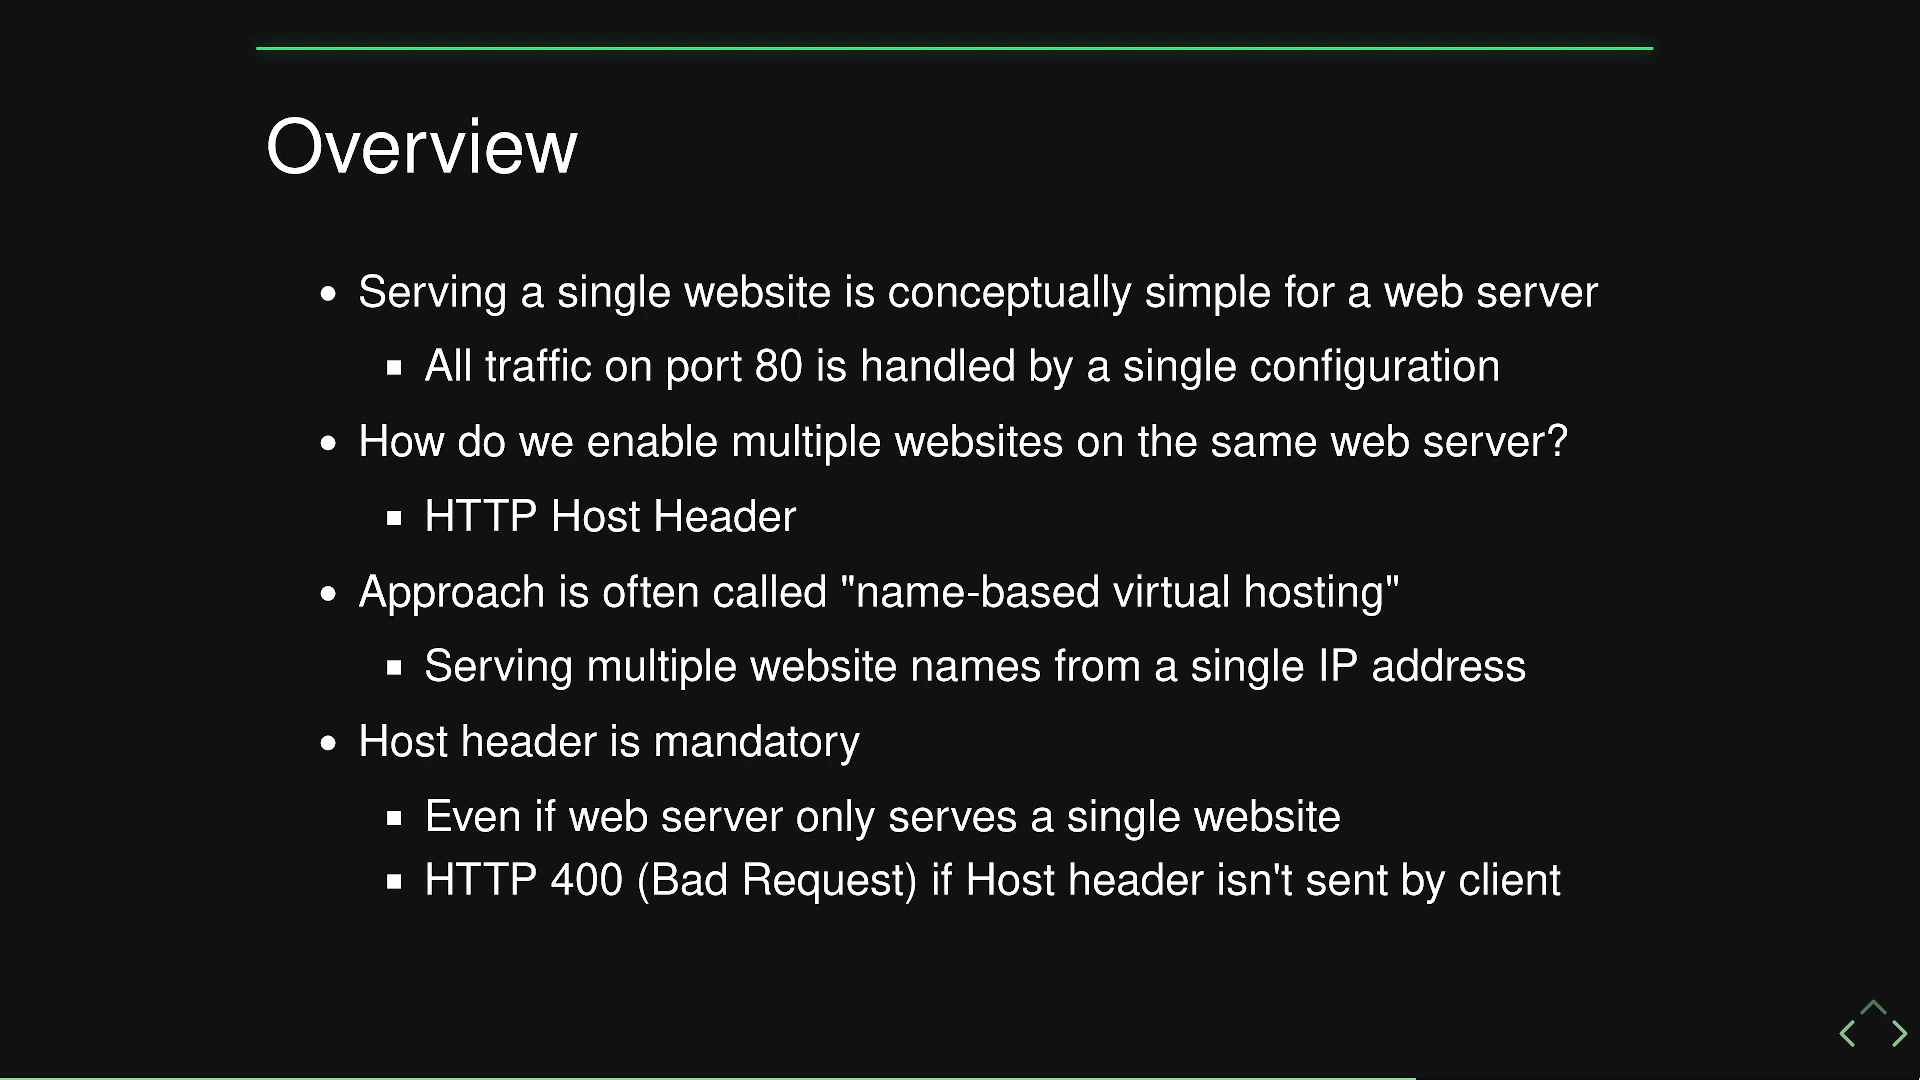 Overview
Serving a single website is conceptually simple for a web server
All traffic on port 80 is handled by a single configuration
How do we enable multiple websites on the same web server?
HTTP Host Header
Approach is often called "name-based virtual hosting"
Serving multiple website names from a single IP address
Host header is mandatory
Even if web server only serves a single website
HTTP 400 (Bad Request) if Host header isn't sent by client